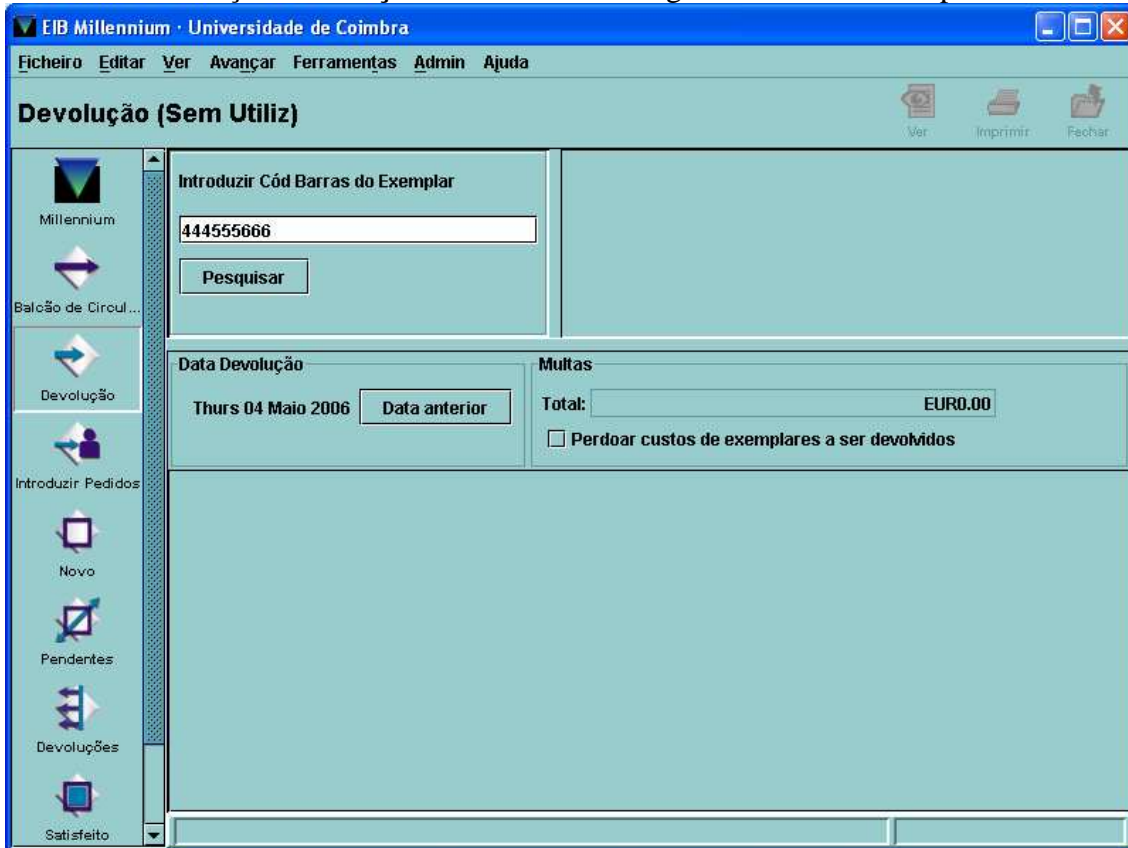 EIB Millennium · Universidade de Coimbra
Ficheiro Editar Ver Avançar Ferramentas Admin Ajuda
Devolução (Sem Utiliz)
Ver Imprimir Fechar
Millennium
Balcão de Circul...
Devolução
Introduzir Pedidos
Novo
Pendentes
Devoluções
Satisfeito
Introduzir Cód Barras do Exemplar
444555666
Pesquisar
Data Devolução
Thurs 04 Maio 2006 Data anterior
Multas
Total: EUR0.00
Perdoar custos de exemplares a ser devolvidos